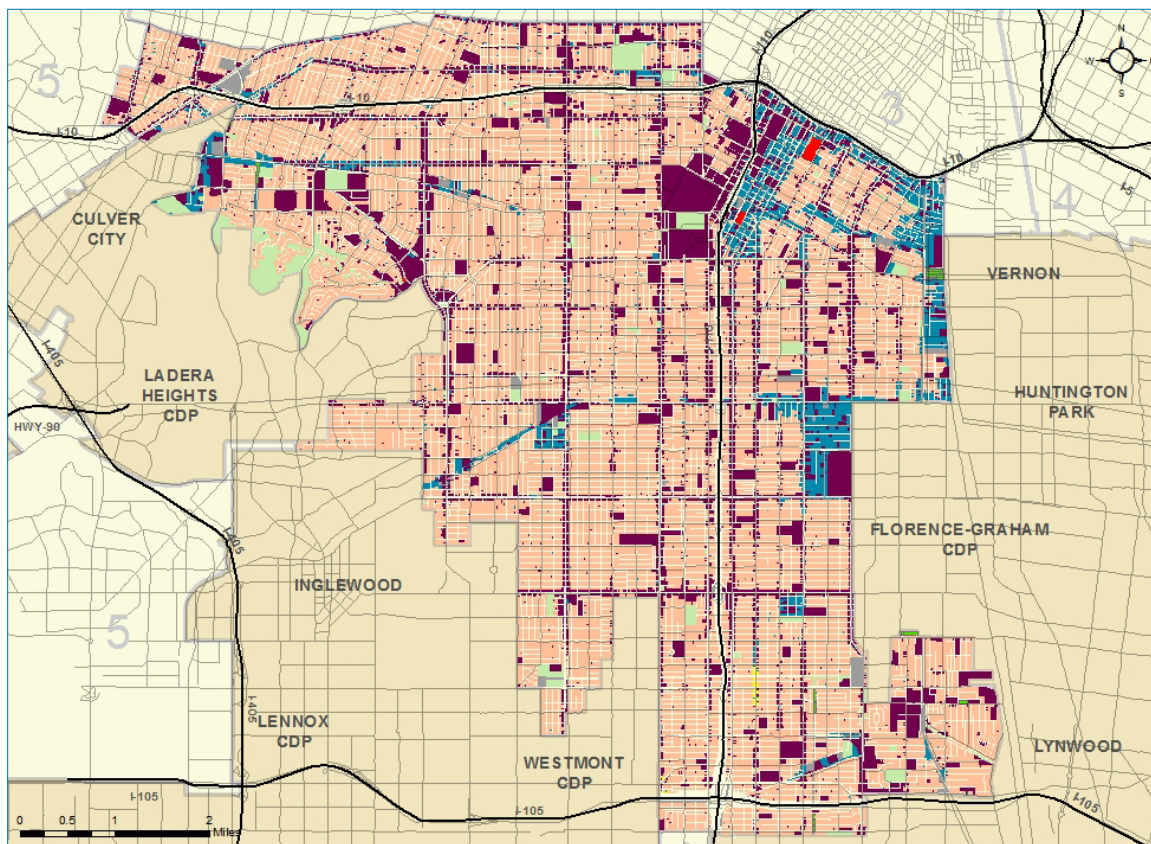 N
W
S
I-110
5
3
I-10
I-10
I-10
I-5
4
CULVER
CITY
VERNON
I-405
LADERA
HEIGHTS
CDP
HUNTINGTON
PARK
HWY-90
I-405
FLORENCE-GRAHAM
CDP
INGLEWOOD
5
I-405
LENNOX
CDP
WESTMONT
CDP
LYNWOOD
I-105
I-105
I-105
0 0.5 1 2
Miles